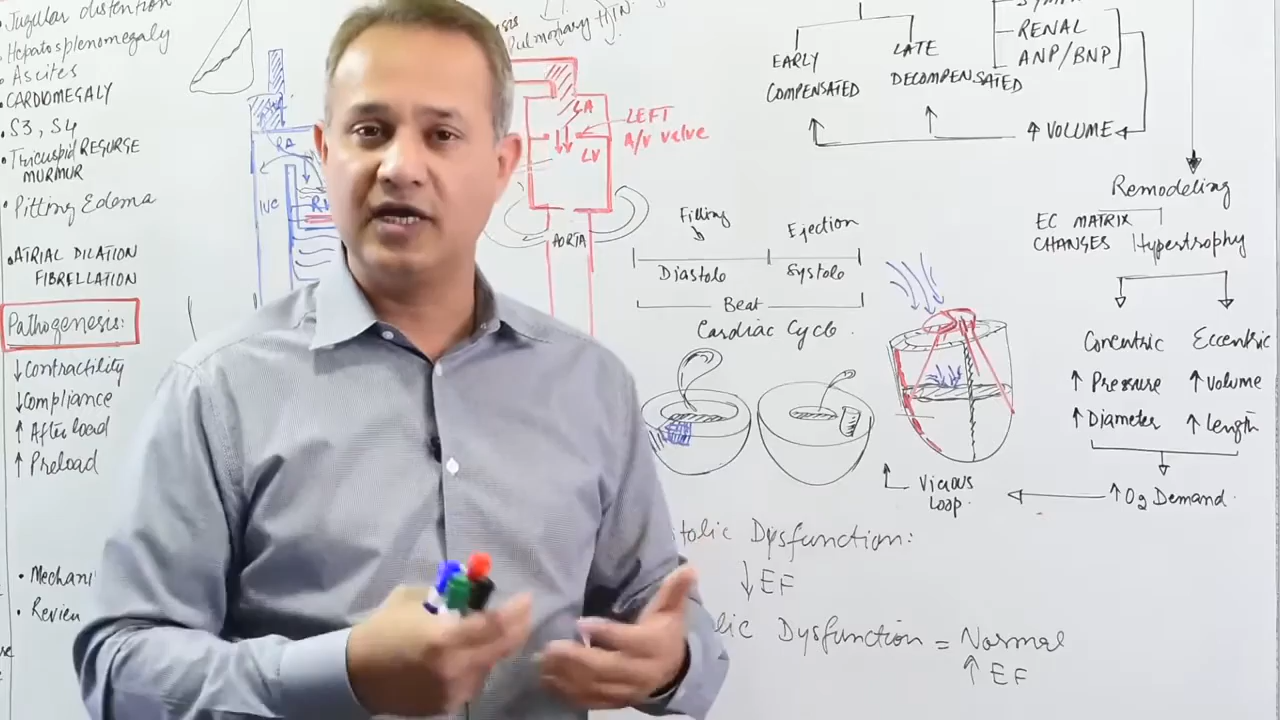 Jugular distention
Hepatosplenomegaly
Ascites
CARDIOMEGALY
S3, S4
Tricuspid REGURGE
MURMUR
Pitting Edema
ATRIAL DILATION
FIBRELLATION
Pathogenesis:
↓ Contractility
↓ Compliance
↑ After load
↑ Preload
• Mechani
• Review
Pulmonary HTN.
RA
IVC
LA
LEFT
A/V valve
LV
AORTA
Filling
Ejection
Diastole
Systole
Beat
Cardiac Cycle
EARLY
COMPENSATED
LATE
DECOMPENSATED
RENAL
ANP/BNP
↑ VOLUME
Remodeling
EC MATRIX
CHANGES
Hypertrophy
Concentric
↑ Pressure
↑ Diameter
Eccentric
↑ Volume
↑ Length
↑ O2 Demand.
Vicious
Loop.
tolic Dysfunction:
↓ EF
lic Dysfunction = Normal
↑ EF